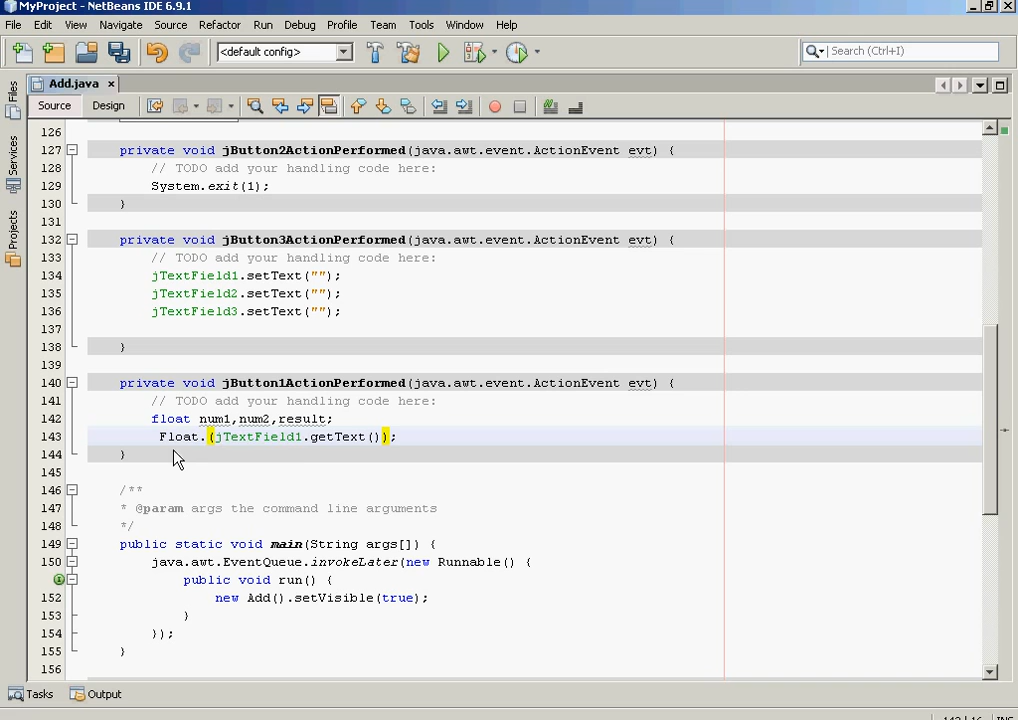 MyProject - NetBeans IDE 6.9.1
File Edit View Navigate Source Refactor Run Debug Profile Team Tools Window Help
<default config> Search (Ctrl+I)
Files
Services
Projects
Add.java x
Source Design
126
127 private void jButton2ActionPerformed(java.awt.event.ActionEvent evt) {
128 // TODO add your handling code here:
129 System.exit(1);
130 }
131
132 private void jButton3ActionPerformed(java.awt.event.ActionEvent evt) {
133 // TODO add your handling code here:
134 jTextField1.setText("");
135 jTextField2.setText("");
136 jTextField3.setText("");
137
138 }
139
140 private void jButton1ActionPerformed(java.awt.event.ActionEvent evt) {
141 // TODO add your handling code here:
142 float num1,num2,result;
143 Float.(jTextField1.getText());
144 }
145
146 /**
147 * @param args the command line arguments
148 */
149 public static void main(String args[]) {
150 java.awt.EventQueue.invokeLater(new Runnable() {
public void run() {
152 new Add().setVisible(true);
153 }
154 });
155 }
156
Tasks Output